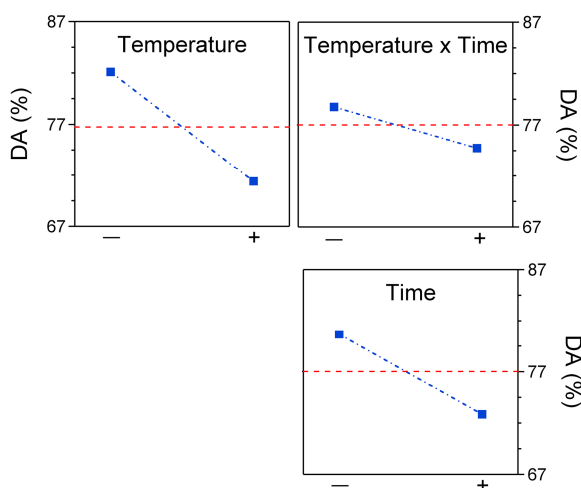 87
77
67
DA (%)
Temperature
— +
Temperature x Time
— +
87
77
67
DA (%)
Time
— +
87
77
67
DA (%)